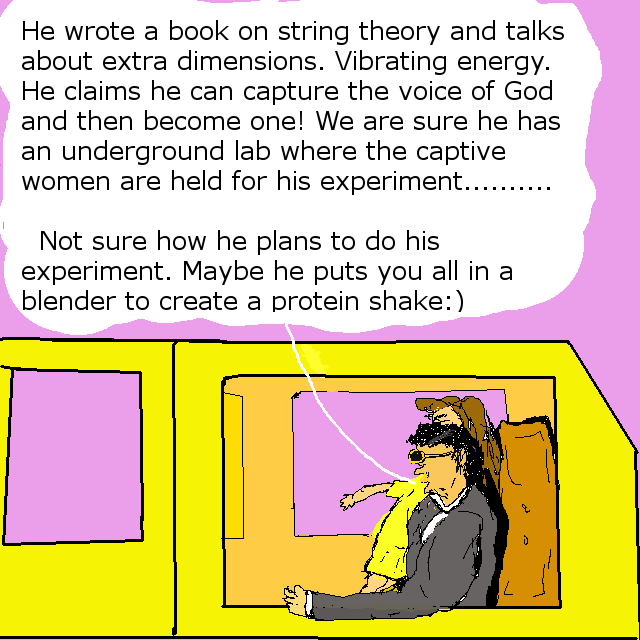 He wrote a book on string theory and talks
about extra dimensions. Vibrating energy.
He claims he can capture the voice of God
and then become one! We are sure he has
an underground lab where the captive
women are held for his experiment..........
Not sure how he plans to do his
experiment. Maybe he puts you all in a
blender to create a protein shake:)